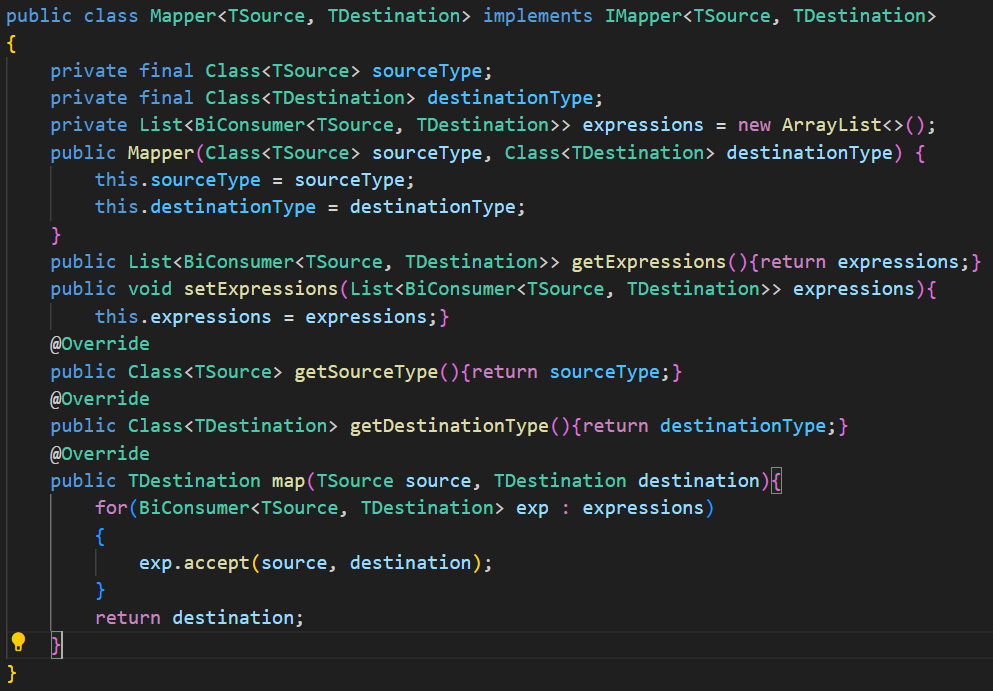 public class Mapper<TSource, TDestination> implements IMapper<TSource, TDestination>
{
    private final Class<TSource> sourceType;
    private final Class<TDestination> destinationType;
    private List<BiConsumer<TSource, TDestination>> expressions = new ArrayList<>();
    public Mapper(Class<TSource> sourceType, Class<TDestination> destinationType) {
        this.sourceType = sourceType;
        this.destinationType = destinationType;
    }
    public List<BiConsumer<TSource, TDestination>> getExpressions(){return expressions;}
    public void setExpressions(List<BiConsumer<TSource, TDestination>> expressions){
        this.expressions = expressions;}
    @Override
    public Class<TSource> getSourceType(){return sourceType;}
    @Override
    public Class<TDestination> getDestinationType(){return destinationType;}
    @Override
    public TDestination map(TSource source, TDestination destination){
        for(BiConsumer<TSource, TDestination> exp : expressions)
        {
            exp.accept(source, destination);
        }
        return destination;
    }
}